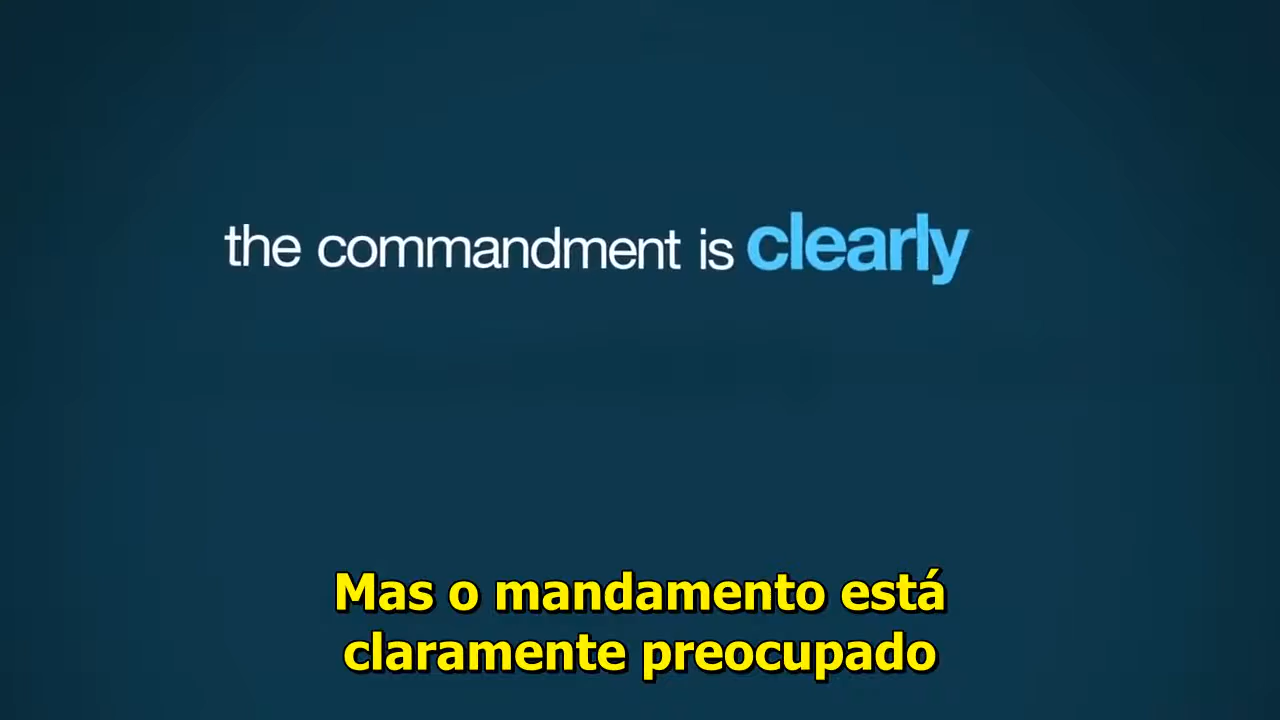 the commandment is clearly
Mas o mandamento está
claramente preocupado